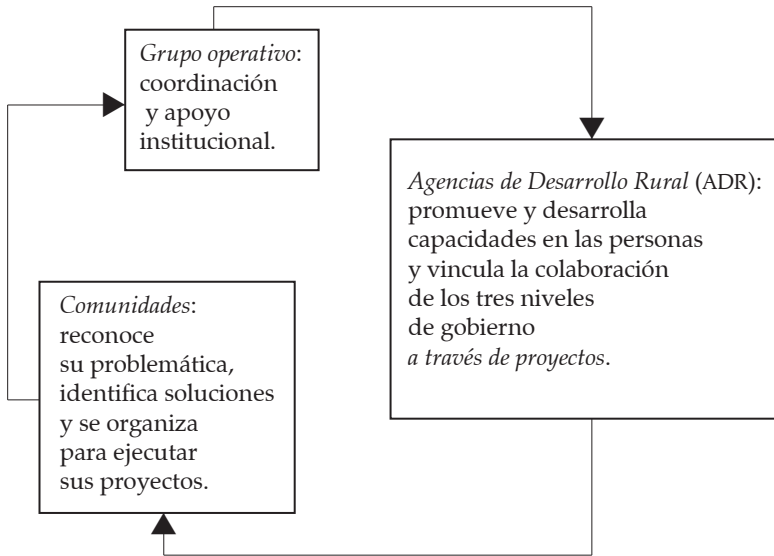 Grupo operativo:
coordinación
y apoyo
institucional.
Agencias de Desarrollo Rural (ADR):
promueve y desarrolla
capacidades en las personas
y vincula la colaboración
de los tres niveles
de gobierno
a través de proyectos.
Comunidades:
reconoce
su problemática,
identifica soluciones
y se organiza
para ejecutar
sus proyectos.